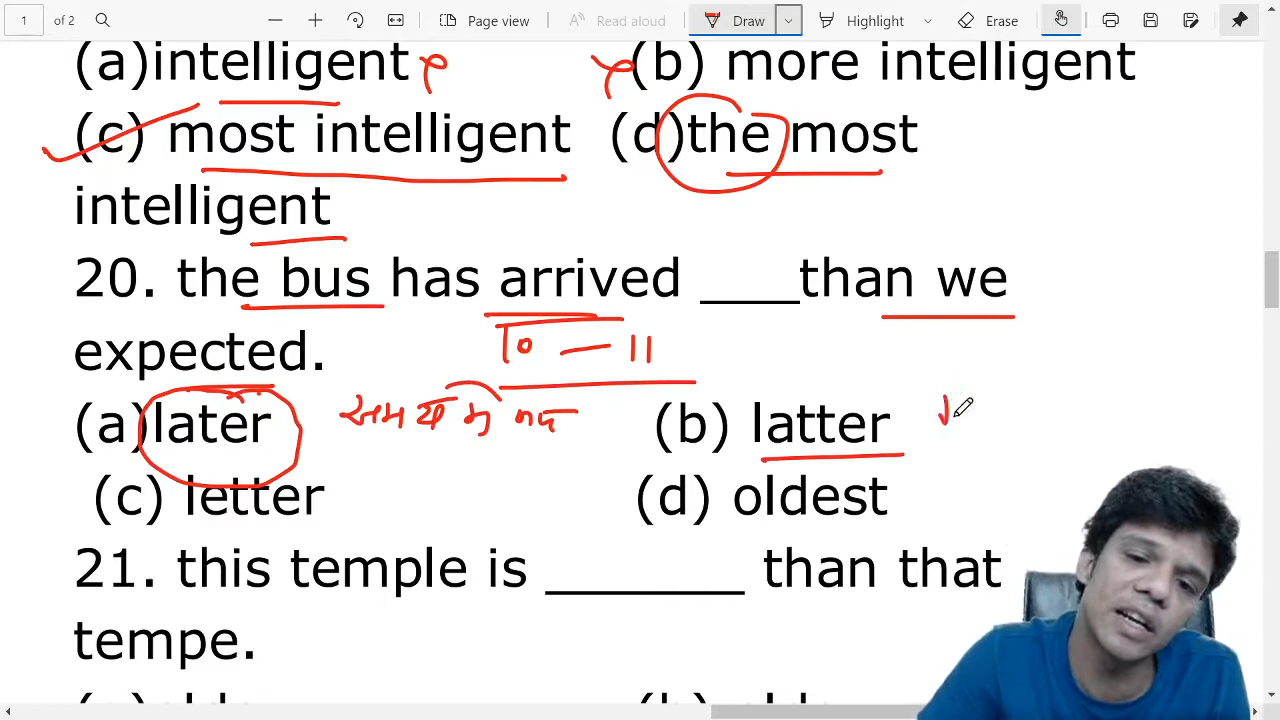 1 of 2 Page view Read aloud Draw Highlight Erase
(a)intelligent (b) more intelligent
(c) most intelligent (d)the most
intelligent
20. the bus has arrived ____than we
expected. 10 — 11
(a)later (b) latter
(c) letter (d) oldest
21. this temple is ________ than that
tempe.